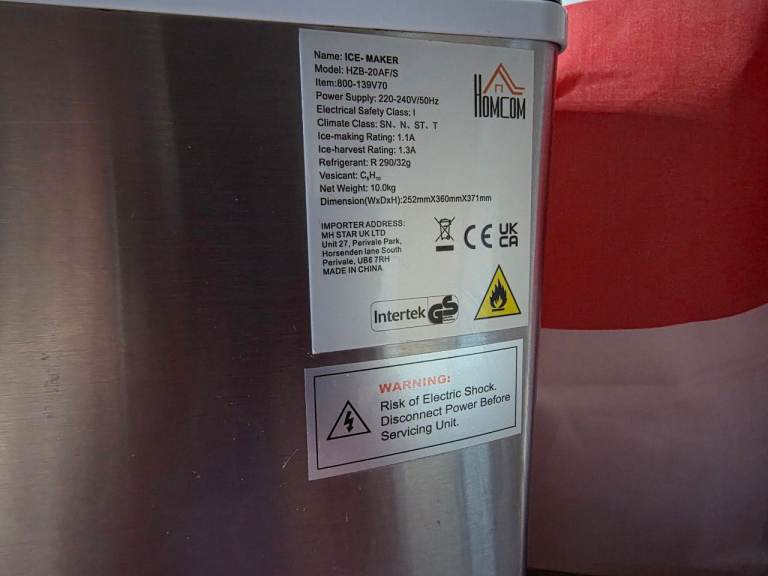 Name: ICE- MAKER
Model: HZB-20AF/S
Item:800-139V70
Power Supply: 220-240V/50Hz
Electrical Safety Class: I
Climate Class: SN、N、ST、T
Ice-making Rating: 1.1A
Ice-harvest Rating: 1.3A
Refrigerant: R 290/32g
Vesicant: C₅H₁₀
Net Weight: 10.0kg
Dimension(WxDxH):252mmX360mmX371mm
HOMCOM
IMPORTER ADDRESS:
MH STAR UK LTD
Unit 27, Perivale Park,
Horsenden lane South
Perivale, UB6 7RH
MADE IN CHINA
CE
UK
CA
Intertek GS
WARNING:
Risk of Electric Shock.
Disconnect Power Before
Servicing Unit.